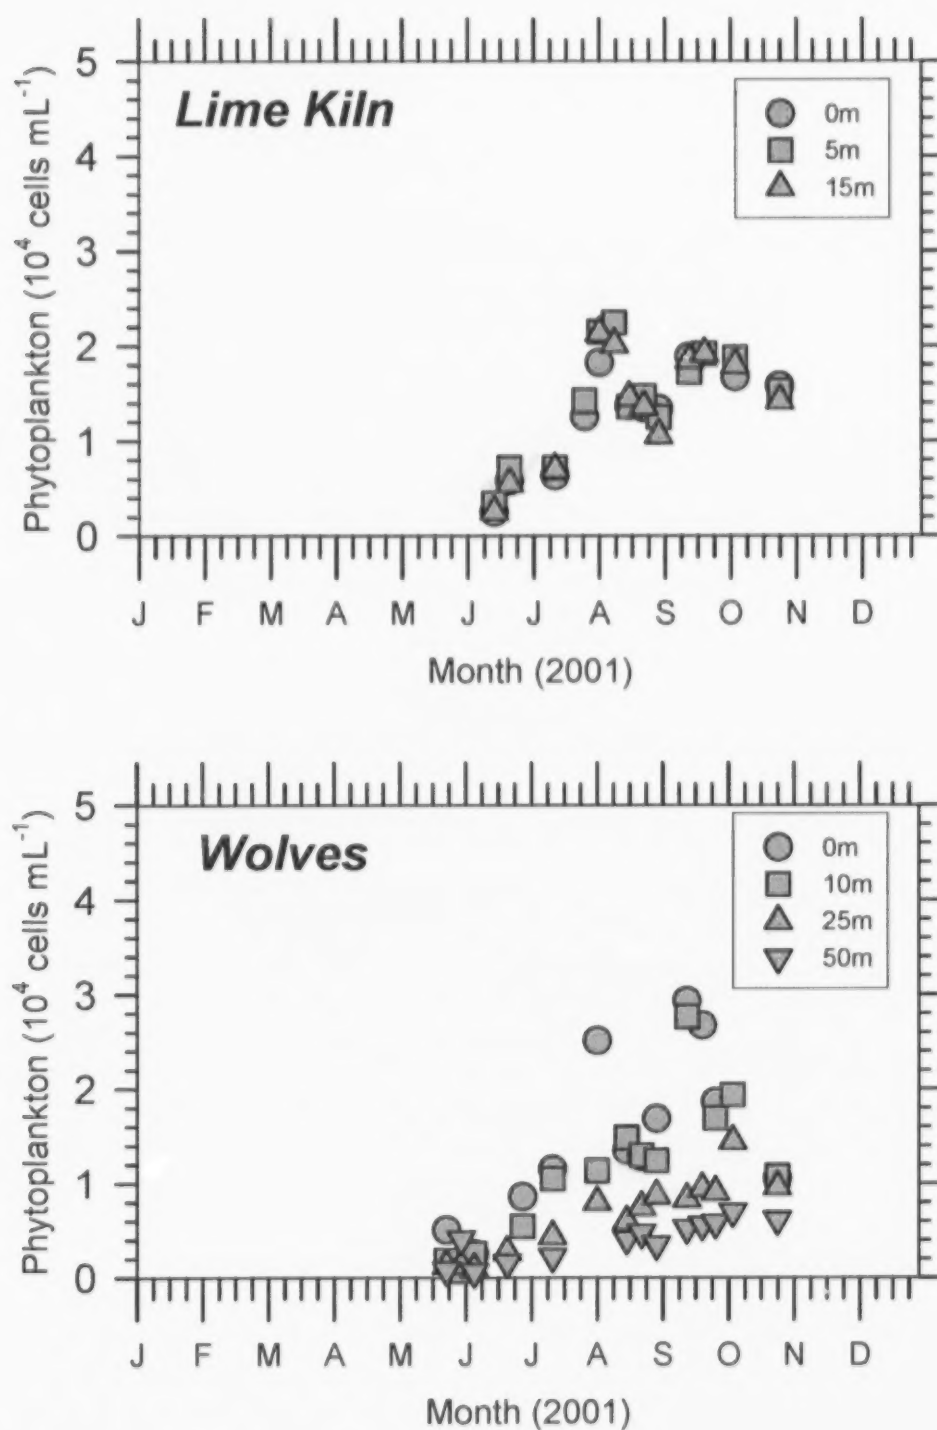 Lime Kiln
0m
5m
15m
Phytoplankton (10⁴ cells mL⁻¹)
5
4
3
2
1
0
J F M A M J J A S O N D
Month (2001)
Wolves
0m
10m
25m
50m
Phytoplankton (10⁴ cells mL⁻¹)
5
4
3
2
1
0
J F M A M J J A S O N D
Month (2001)